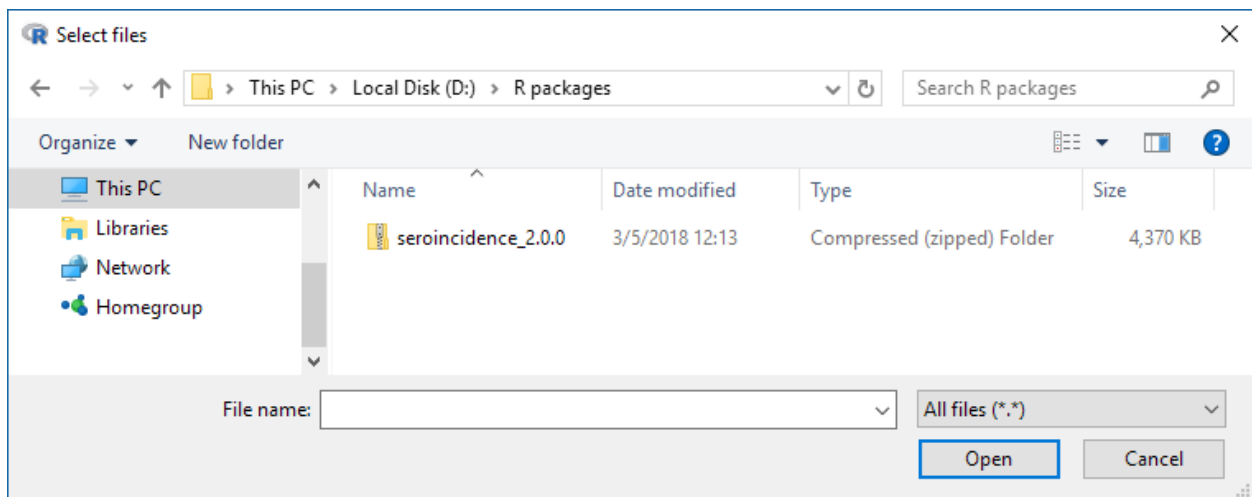 Select files
This PC > Local Disk (D:) > R packages
Search R packages
Organize
New folder
Name
Date modified
Type
Size
This PC
Libraries
Network
Homegroup
seroincidence_2.0.0
3/5/2018 12:13
Compressed (zipped) Folder
4,370 KB
File name:
All files (*.*)
Open
Cancel